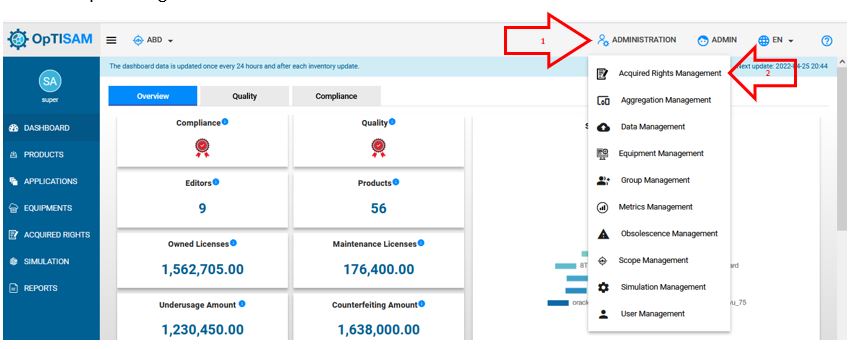 OpTISAM
ABD
1
ADMINISTRATION
ADMIN
EN
SA
super
The dashboard data is updated once every 24 hours and after each inventory update.
Next update: 2022-04-25 20:44
Overview
Quality
Compliance
DASHBOARD
PRODUCTS
APPLICATIONS
EQUIPMENTS
ACQUIRED RIGHTS
SIMULATION
REPORTS
Compliance
Quality
Editors
9
Products
56
Owned Licenses
1,562,705.00
Maintenance Licenses
176,400.00
Underusage Amount
1,230,450.00
Counterfeiting Amount
1,638,000.00
Acquired Rights Management
2
Aggregation Management
Data Management
Equipment Management
Group Management
Metrics Management
Obsolescence Management
Scope Management
Simulation Management
User Management